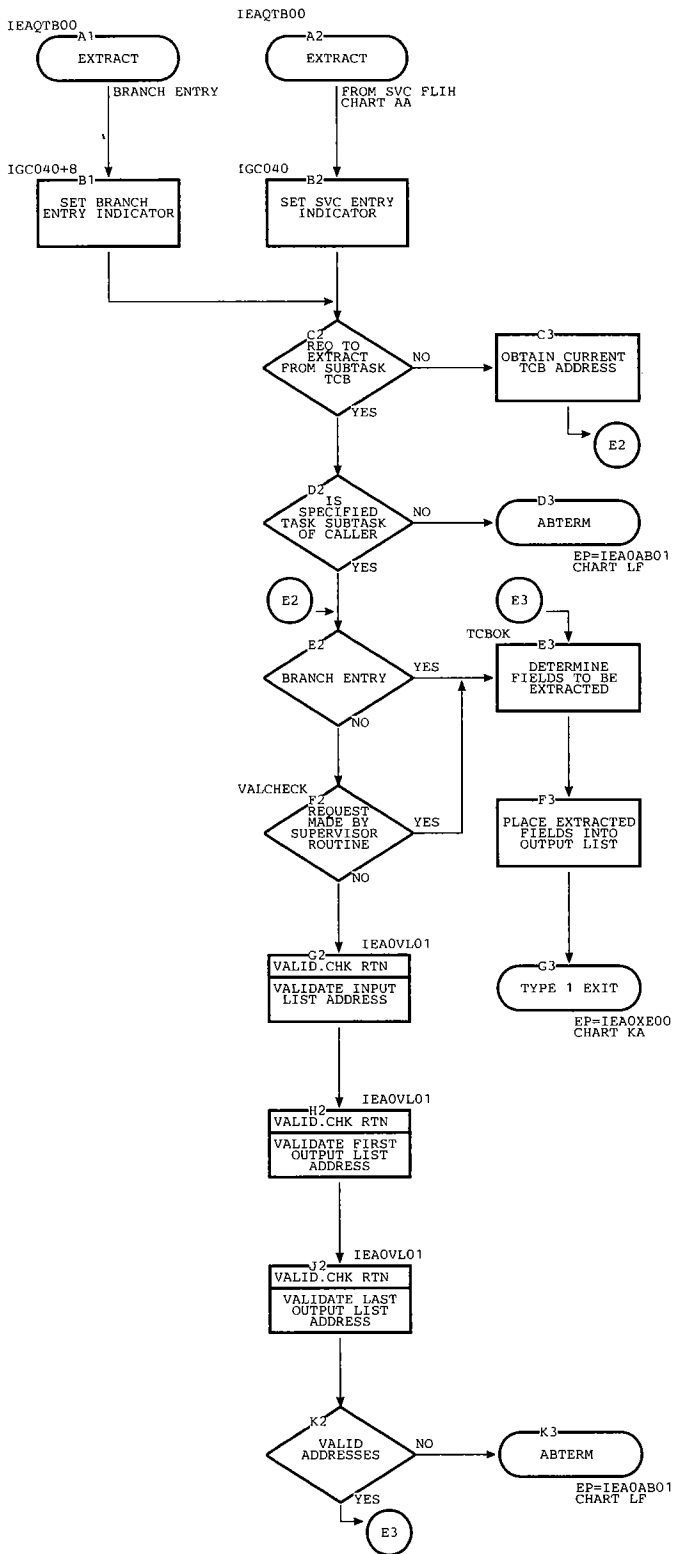 IEAQTB00
A1
EXTRACT
BRANCH ENTRY
IEAQTB00
A2
EXTRACT
FROM SVC FLIH
CHART AA
IGC040+8
B1
SET BRANCH
ENTRY INDICATOR
IGC040
B2
SET SVC ENTRY
INDICATOR
C2
REQ TO
EXTRACT
FROM SUBTASK
TCB
NO
YES
C3
OBTAIN CURRENT
TCB ADDRESS
E2
D2
IS
SPECIFIED
TASK SUBTASK
OF CALLER
NO
YES
D3
ABTERM
EP=IEA0AB01
CHART LF
E2
E3
E2
BRANCH ENTRY
YES
NO
TCBOK
E3
DETERMINE
FIELDS TO BE
EXTRACTED
VALCHECK
F2
REQUEST
MADE BY
SUPERVISOR
ROUTINE
YES
NO
F3
PLACE EXTRACTED
FIELDS INTO
OUTPUT LIST
IEA0VL01
G2
VALID.CHK RTN
VALIDATE INPUT
LIST ADDRESS
G3
TYPE 1 EXIT
EP=IEA0XE00
CHART KA
IEA0VL01
H2
VALID.CHK RTN
VALIDATE FIRST
OUTPUT LIST
ADDRESS
IEA0VL01
J2
VALID.CHK RTN
VALIDATE LAST
OUTPUT LIST
ADDRESS
K2
VALID
ADDRESSES
NO
YES
K3
ABTERM
EP=IEA0AB01
CHART LF
E3